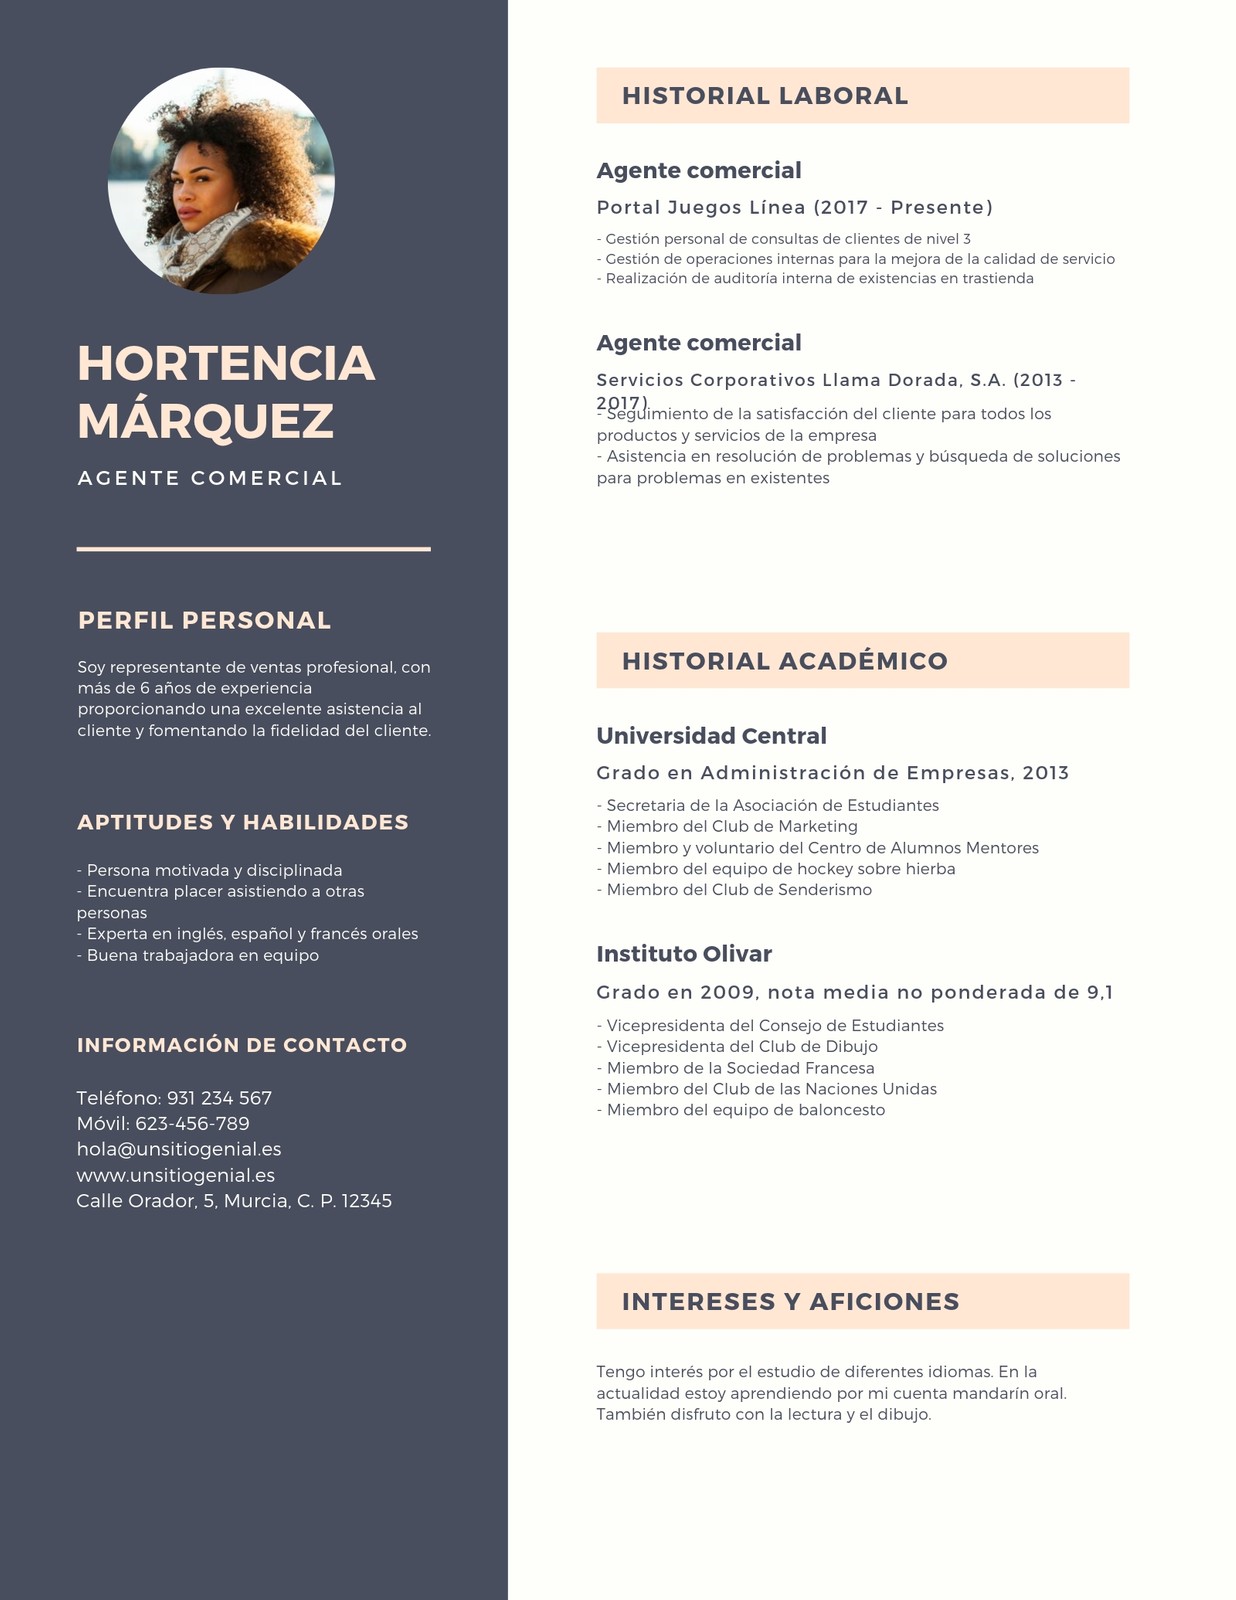 HORTENCIA
MÁRQUEZ
AGENTE COMERCIAL
PERFIL PERSONAL
Soy representante de ventas profesional, con
más de 6 años de experiencia
proporcionando una excelente asistencia al
cliente y fomentando la fidelidad del cliente.
APTITUDES Y HABILIDADES
- Persona motivada y disciplinada
- Encuentra placer asistiendo a otras
personas
- Experta en inglés, español y francés orales
- Buena trabajadora en equipo
INFORMACIÓN DE CONTACTO
Teléfono: 931 234 567
Móvil: 623-456-789
hola@unsitiogenial.es
www.unsitiogenial.es
Calle Orador, 5, Murcia, C. P. 12345
HISTORIAL LABORAL
Agente comercial
Portal Juegos Línea (2017 - Presente)
- Gestión personal de consultas de clientes de nivel 3
- Gestión de operaciones internas para la mejora de la calidad de servicio
- Realización de auditoría interna de existencias en trastienda
Agente comercial
Servicios Corporativos Llama Dorada, S.A. (2013 -
2017)
- Seguimiento de la satisfacción del cliente para todos los
productos y servicios de la empresa
- Asistencia en resolución de problemas y búsqueda de soluciones
para problemas en existentes
HISTORIAL ACADÉMICO
Universidad Central
Grado en Administración de Empresas, 2013
- Secretaria de la Asociación de Estudiantes
- Miembro del Club de Marketing
- Miembro y voluntario del Centro de Alumnos Mentores
- Miembro del equipo de hockey sobre hierba
- Miembro del Club de Senderismo
Instituto Olivar
Grado en 2009, nota media no ponderada de 9,1
- Vicepresidenta del Consejo de Estudiantes
- Vicepresidenta del Club de Dibujo
- Miembro de la Sociedad Francesa
- Miembro del Club de las Naciones Unidas
- Miembro del equipo de baloncesto
INTERESES Y AFICIONES
Tengo interés por el estudio de diferentes idiomas. En la
actualidad estoy aprendiendo por mi cuenta mandarín oral.
También disfruto con la lectura y el dibujo.